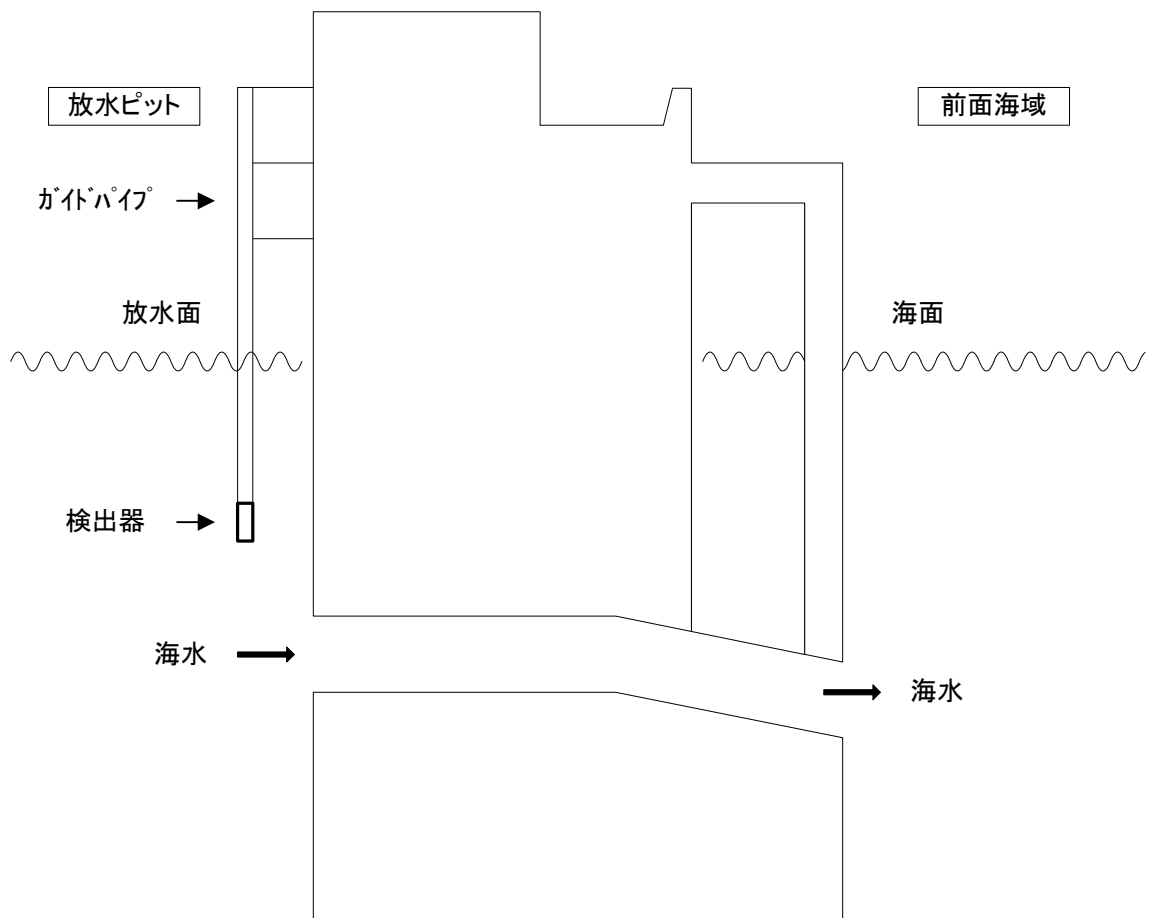 放水ピット
前面海域
ｶﾞｲﾄﾞﾊﾟｲﾌﾟ
放水面
海面
検出器
海水
海水